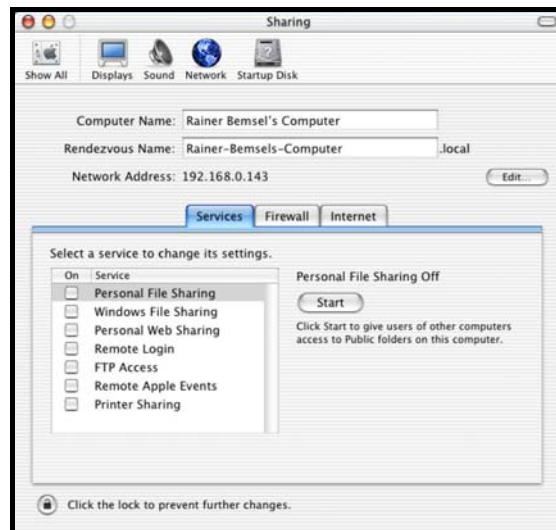 Sharing
Show All Displays Sound Network Startup Disk
Computer Name: Rainer Bemsel's Computer
Rendezvous Name: Rainer-Bemsels-Computer .local
Network Address: 192.168.0.143 Edit...
Services Firewall Internet
Select a service to change its settings.
On Service
Personal File Sharing
Windows File Sharing
Personal Web Sharing
Remote Login
FTP Access
Remote Apple Events
Printer Sharing
Personal File Sharing Off
Start
Click Start to give users of other computers
access to Public folders on this computer.
Click the lock to prevent further changes.